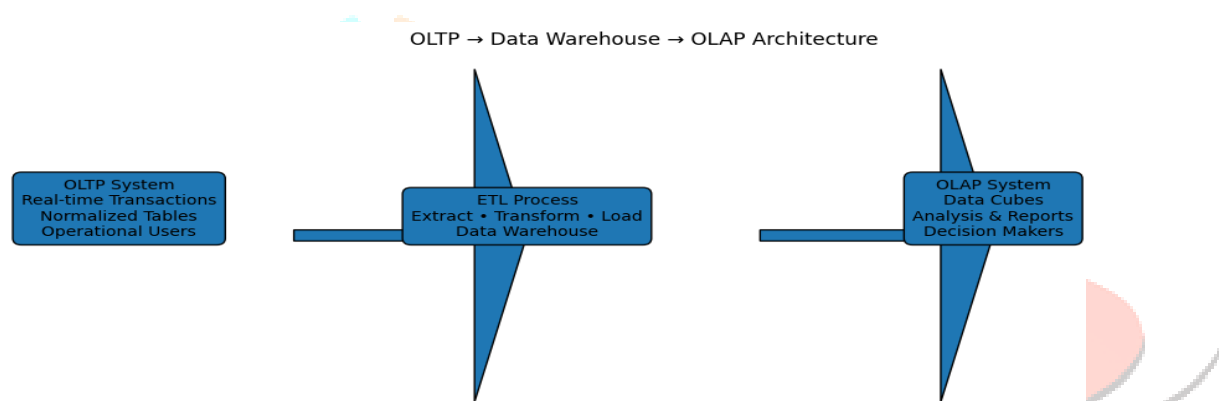 OLTP → Data Warehouse → OLAP Architecture
OLTP System
Real-time Transactions
Normalized Tables
Operational Users
ETL Process
Extract • Transform • Load
Data Warehouse
OLAP System
Data Cubes
Analysis & Reports
Decision Makers